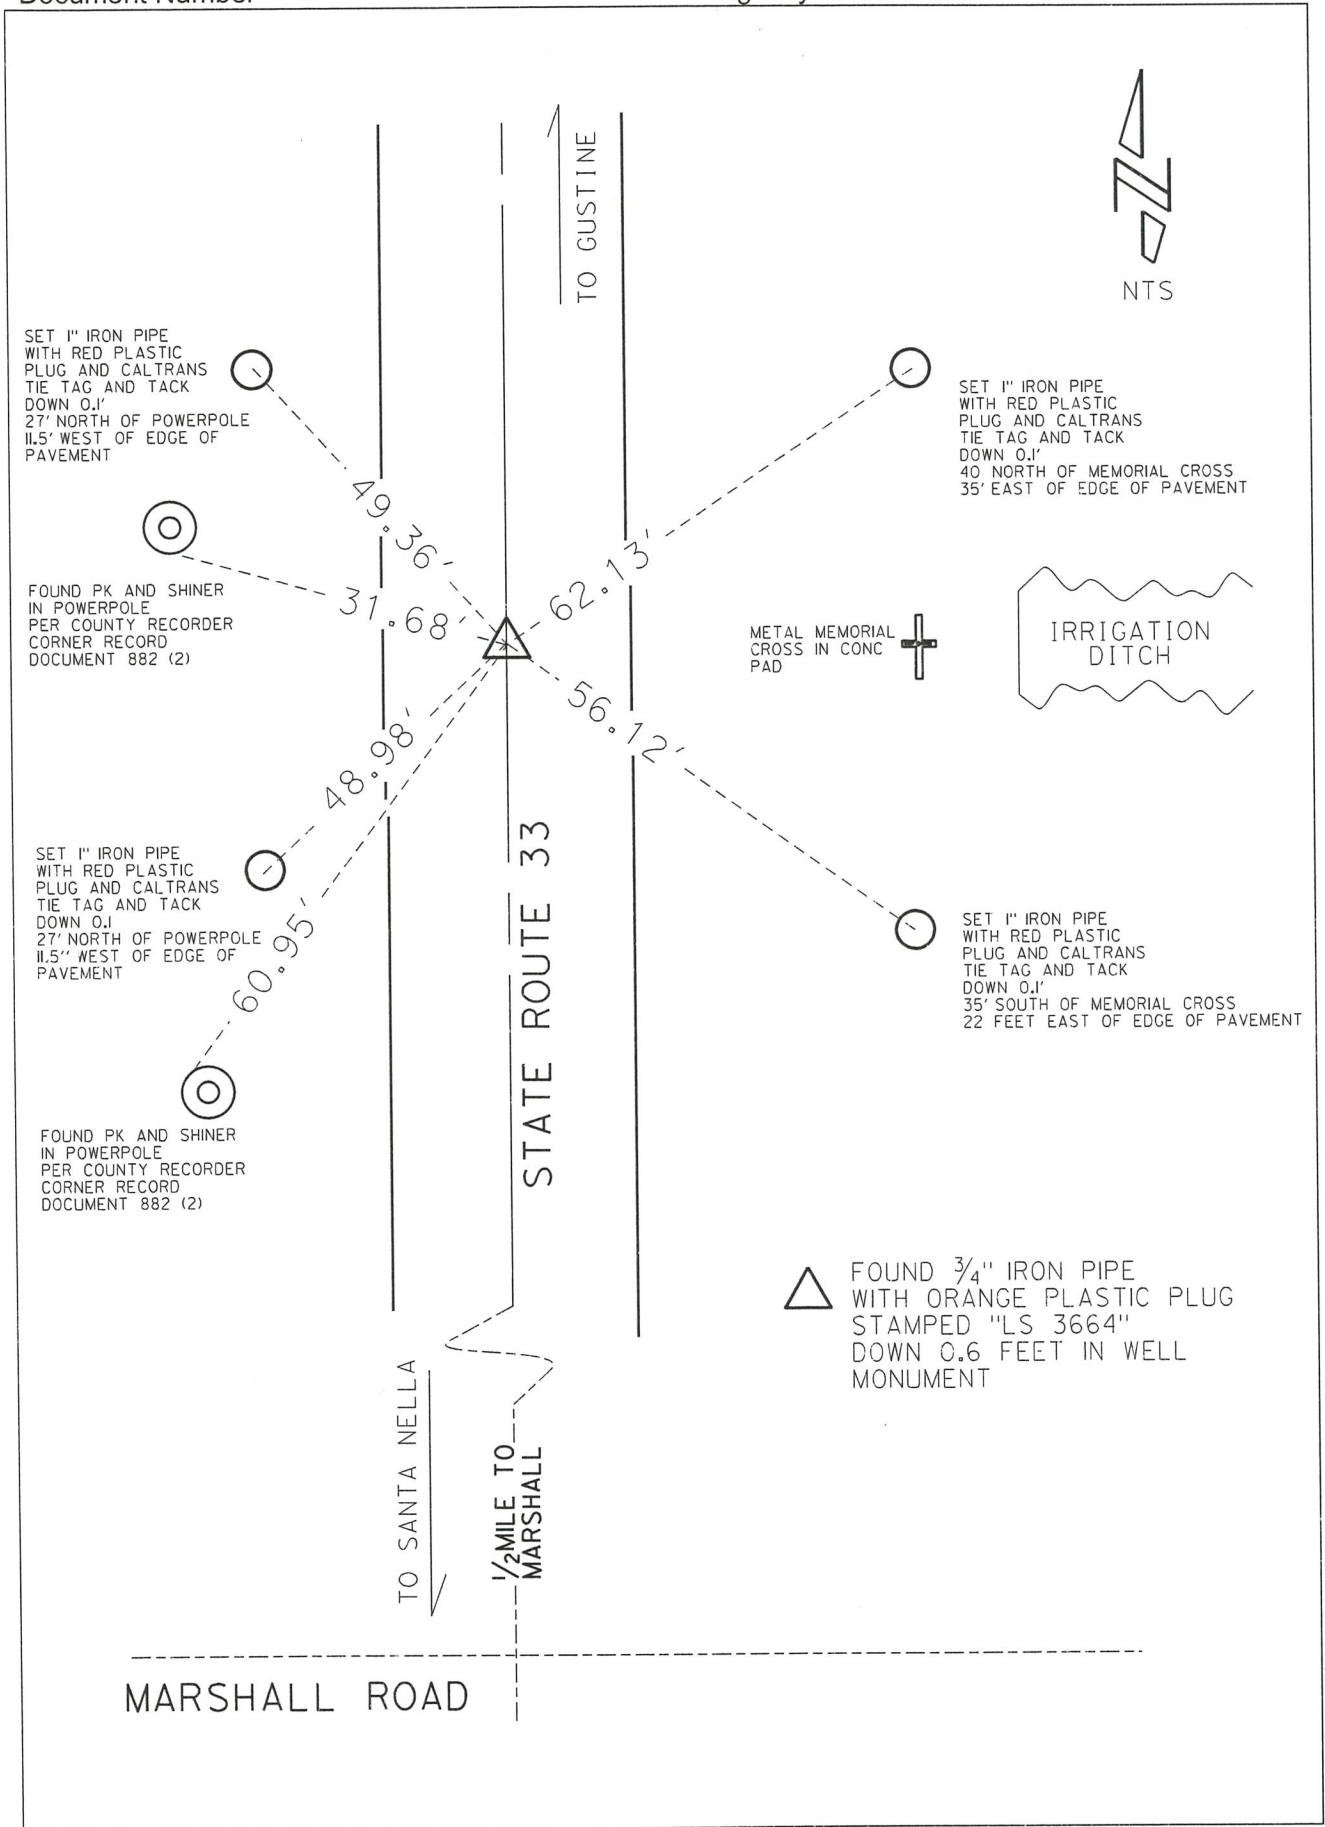 Document Number
TO GUSTINE
NTS
SET 1" IRON PIPE
WITH RED PLASTIC
PLUG AND CALTRANS
TIE TAG AND TACK
DOWN 0.1'
27' NORTH OF POWERPOLE
11.5' WEST OF EDGE OF
PAVEMENT
SET 1" IRON PIPE
WITH RED PLASTIC
PLUG AND CALTRANS
TIE TAG AND TACK
DOWN 0.1'
40 NORTH OF MEMORIAL CROSS
35' EAST OF EDGE OF PAVEMENT
49.36'
62.13'
FOUND PK AND SHINER
IN POWERPOLE
PER COUNTY RECORDER
CORNER RECORD
DOCUMENT 882 (2)
31.68'
METAL MEMORIAL
CROSS IN CONC
PAD
IRRIGATION
DITCH
48.98'
56.12'
SET 1" IRON PIPE
WITH RED PLASTIC
PLUG AND CALTRANS
TIE TAG AND TACK
DOWN 0.1
27' NORTH OF POWERPOLE
11.5'' WEST OF EDGE OF
PAVEMENT
60.95'
STATE ROUTE 33
SET 1" IRON PIPE
WITH RED PLASTIC
PLUG AND CALTRANS
TIE TAG AND TACK
DOWN 0.1'
35' SOUTH OF MEMORIAL CROSS
22 FEET EAST OF EDGE OF PAVEMENT
FOUND PK AND SHINER
IN POWERPOLE
PER COUNTY RECORDER
CORNER RECORD
DOCUMENT 882 (2)
FOUND 3/4" IRON PIPE
WITH ORANGE PLASTIC PLUG
STAMPED "LS 3664"
DOWN 0.6 FEET IN WELL
MONUMENT
TO SANTA NELLA
1/2 MILE TO
MARSHALL
MARSHALL ROAD